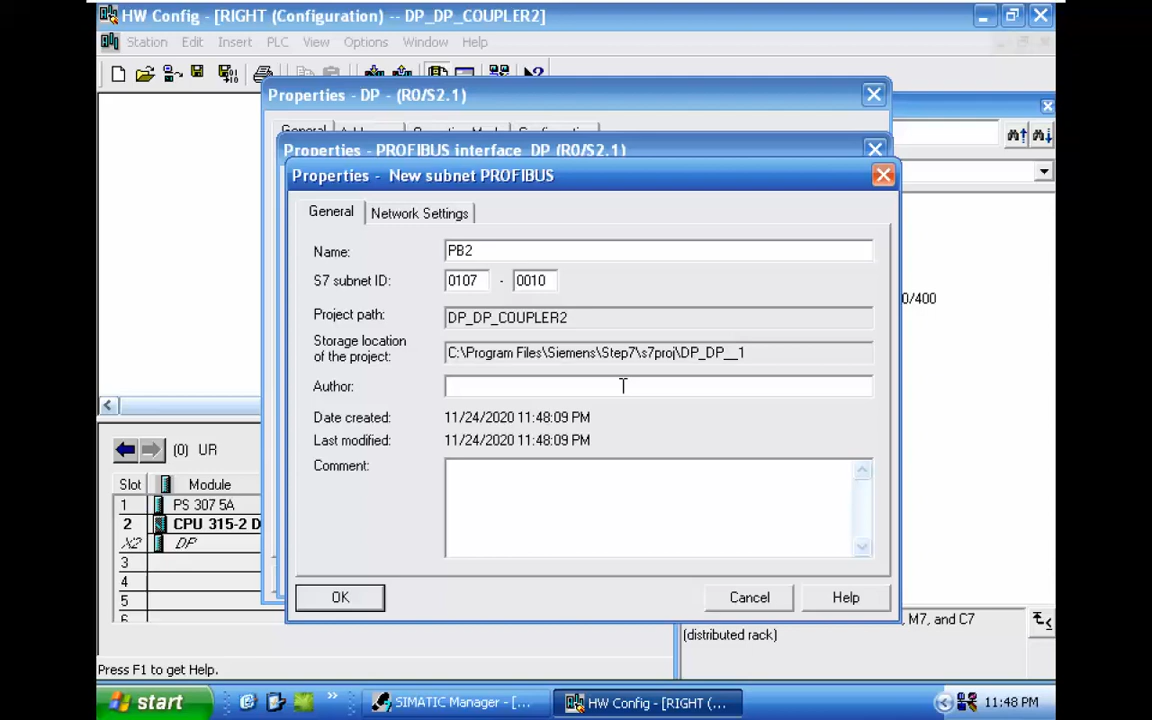 HW Config - [RIGHT (Configuration) -- DP_DP_COUPLER2]
Station Edit Insert PLC View Options Window Help
Properties - DP - (R0/S2.1)
General
Properties - PROFIBUS interface DP (R0/S2.1)
Properties - New subnet PROFIBUS
General Network Settings
Name: PB2
S7 subnet ID: 0107 - 0010
Project path: DP_DP_COUPLER2
Storage location
of the project: C:\Program Files\Siemens\Step7\s7proj\DP_DP__1
Author:
Date created: 11/24/2020 11:48:09 PM
Last modified: 11/24/2020 11:48:09 PM
Comment:
OK Cancel Help
0/400
(0) UR
Slot Module
1 PS 307 5A
2 CPU 315-2 D
X2 DP
3
4
5
6
, M7, and C7
(distributed rack)
Press F1 to get Help.
start SIMATIC Manager - [... HW Config - [RIGHT (... 11:48 PM